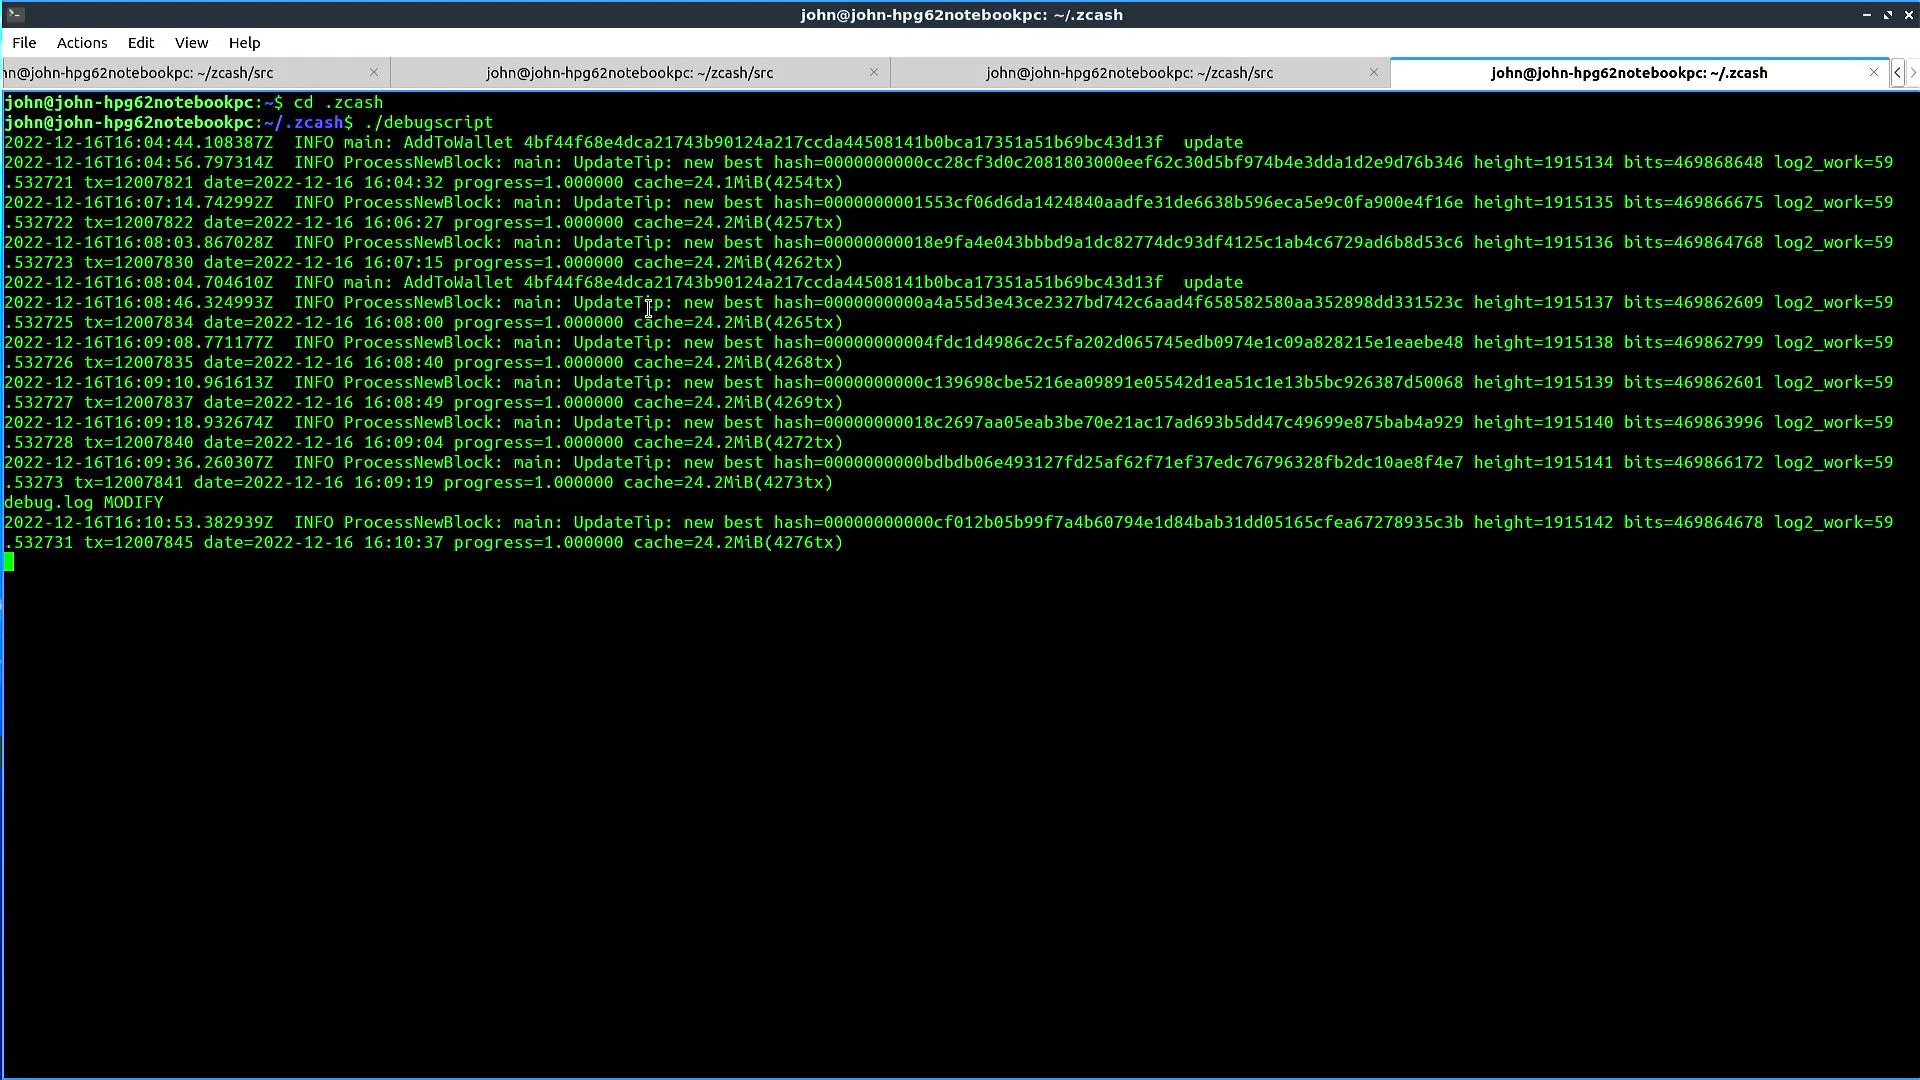 john@john-hpg62notebookpc: ~/.zcash
File Actions Edit View Help
hn@john-hpg62notebookpc: ~/zcash/src john@john-hpg62notebookpc: ~/zcash/src john@john-hpg62notebookpc: ~/zcash/src john@john-hpg62notebookpc: ~/.zcash
john@john-hpg62notebookpc:~$ cd .zcash
john@john-hpg62notebookpc:~/.zcash$ ./debugscript
2022-12-16T16:04:44.108387Z  INFO main: AddToWallet 4bf44f68e4dca21743b90124a217ccda44508141b0bca17351a51b69bc43d13f  update
2022-12-16T16:04:56.797314Z  INFO ProcessNewBlock: main: UpdateTip: new best hash=0000000000cc28cf3d0c2081803000eef62c30d5bf974b4e3dda1d2e9d76b346 height=1915134 bits=469868648 log2_work=59
.532721 tx=12007821 date=2022-12-16 16:04:32 progress=1.000000 cache=24.1MiB(4254tx)
2022-12-16T16:07:14.742992Z  INFO ProcessNewBlock: main: UpdateTip: new best hash=0000000001553cf06d6da1424840aadfe31de6638b596eca5e9c0fa900e4f16e height=1915135 bits=469866675 log2_work=59
.532722 tx=12007822 date=2022-12-16 16:06:27 progress=1.000000 cache=24.2MiB(4257tx)
2022-12-16T16:08:03.867028Z  INFO ProcessNewBlock: main: UpdateTip: new best hash=00000000018e9fa4e043bbbd9a1dc82774dc93df4125c1ab4c6729ad6b8d53c6 height=1915136 bits=469864768 log2_work=59
.532723 tx=12007830 date=2022-12-16 16:07:15 progress=1.000000 cache=24.2MiB(4262tx)
2022-12-16T16:08:04.704610Z  INFO main: AddToWallet 4bf44f68e4dca21743b90124a217ccda44508141b0bca17351a51b69bc43d13f  update
2022-12-16T16:08:46.324993Z  INFO ProcessNewBlock: main: UpdateTip: new best hash=0000000000a4a55d3e43ce2327bd742c6aad4f658582580aa352898dd331523c height=1915137 bits=469862609 log2_work=59
.532725 tx=12007834 date=2022-12-16 16:08:00 progress=1.000000 cache=24.2MiB(4265tx)
2022-12-16T16:09:08.771177Z  INFO ProcessNewBlock: main: UpdateTip: new best hash=00000000004fdc1d4986c2c5fa202d065745edb0974e1c09a828215e1eaebe48 height=1915138 bits=469862799 log2_work=59
.532726 tx=12007835 date=2022-12-16 16:08:40 progress=1.000000 cache=24.2MiB(4268tx)
2022-12-16T16:09:10.961613Z  INFO ProcessNewBlock: main: UpdateTip: new best hash=0000000000c139698cbe5216ea09891e05542d1ea51c1e13b5bc926387d50068 height=1915139 bits=469862601 log2_work=59
.532727 tx=12007837 date=2022-12-16 16:08:49 progress=1.000000 cache=24.2MiB(4269tx)
2022-12-16T16:09:18.932674Z  INFO ProcessNewBlock: main: UpdateTip: new best hash=00000000018c2697aa05eab3be70e21ac17ad693b5dd47c49699e875bab4a929 height=1915140 bits=469863996 log2_work=59
.532728 tx=12007840 date=2022-12-16 16:09:04 progress=1.000000 cache=24.2MiB(4272tx)
2022-12-16T16:09:36.260307Z  INFO ProcessNewBlock: main: UpdateTip: new best hash=0000000000bdbdb06e493127fd25af62f71ef37edc76796328fb2dc10ae8f4e7 height=1915141 bits=469866172 log2_work=59
.53273 tx=12007841 date=2022-12-16 16:09:19 progress=1.000000 cache=24.2MiB(4273tx)
debug.log MODIFY
2022-12-16T16:10:53.382939Z  INFO ProcessNewBlock: main: UpdateTip: new best hash=00000000000cf012b05b99f7a4b60794e1d84bab31dd05165cfea67278935c3b height=1915142 bits=469864678 log2_work=59
.532731 tx=12007845 date=2022-12-16 16:10:37 progress=1.000000 cache=24.2MiB(4276tx)